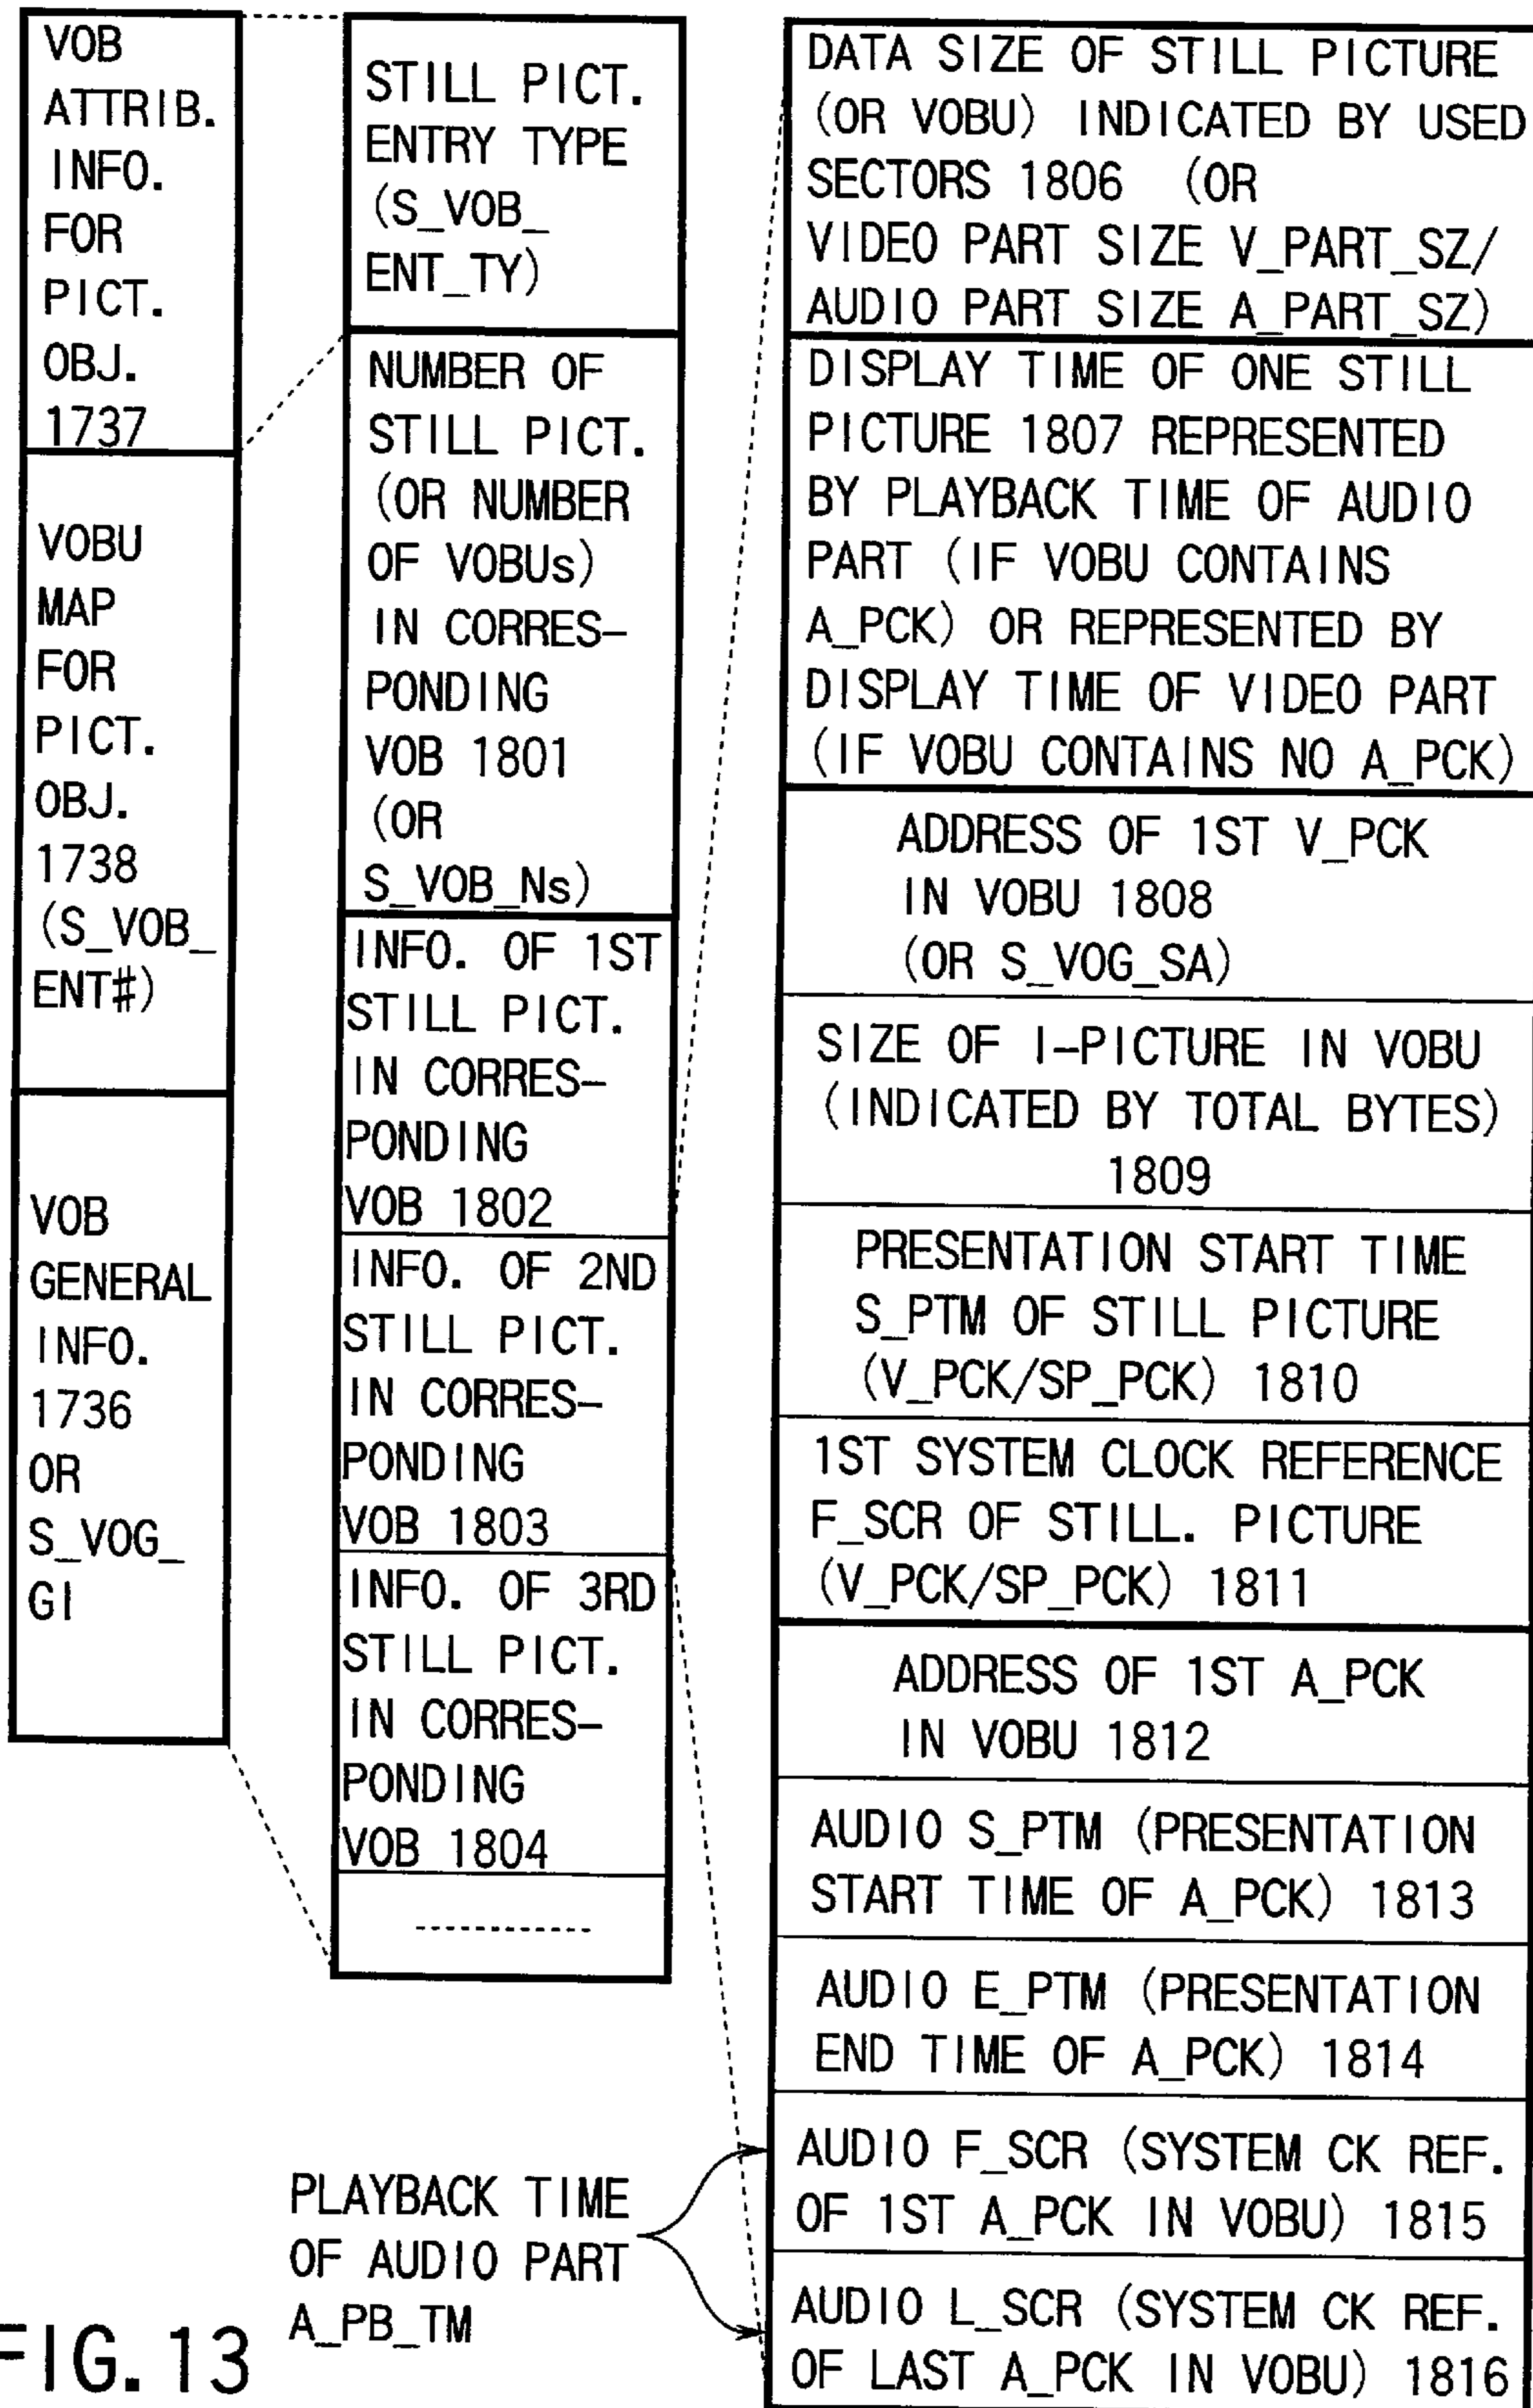 VOB
ATTRIB.
INFO.
FOR
PICT.
OBJ.
1737
VOBU
MAP
FOR
PICT.
OBJ.
1738
(S_VOB_
ENT#)
VOB
GENERAL
INFO.
1736
OR
S_VOG_
GI
STILL PICT.
ENTRY TYPE
(S_VOB_
ENT_TY)
NUMBER OF
STILL PICT.
(OR NUMBER
OF VOBUs)
IN CORRES-
PONDING
VOB 1801
(OR
S_VOB_Ns)
INFO. OF 1ST
STILL PICT.
IN CORRES-
PONDING
VOB 1802
INFO. OF 2ND
STILL PICT.
IN CORRES-
PONDING
VOB 1803
INFO. OF 3RD
STILL PICT.
IN CORRES-
PONDING
VOB 1804
DATA SIZE OF STILL PICTURE
(OR VOBU) INDICATED BY USED
SECTORS 1806 (OR
VIDEO PART SIZE V_PART_SZ/
AUDIO PART SIZE A_PART_SZ)
DISPLAY TIME OF ONE STILL
PICTURE 1807 REPRESENTED
BY PLAYBACK TIME OF AUDIO
PART (IF VOBU CONTAINS
A_PCK) OR REPRESENTED BY
DISPLAY TIME OF VIDEO PART
(IF VOBU CONTAINS NO A_PCK)
ADDRESS OF 1ST V_PCK
IN VOBU 1808
(OR S_VOG_SA)
SIZE OF I-PICTURE IN VOBU
(INDICATED BY TOTAL BYTES)
1809
PRESENTATION START TIME
S_PTM OF STILL PICTURE
(V_PCK/SP_PCK) 1810
1ST SYSTEM CLOCK REFERENCE
F_SCR OF STILL. PICTURE
(V_PCK/SP_PCK) 1811
ADDRESS OF 1ST A_PCK
IN VOBU 1812
AUDIO S_PTM (PRESENTATION
START TIME OF A_PCK) 1813
AUDIO E_PTM (PRESENTATION
END TIME OF A_PCK) 1814
AUDIO F_SCR (SYSTEM CK REF.
OF 1ST A_PCK IN VOBU) 1815
AUDIO L_SCR (SYSTEM CK REF.
OF LAST A_PCK IN VOBU) 1816
PLAYBACK TIME
OF AUDIO PART
A_PB_TM
FIG. 13